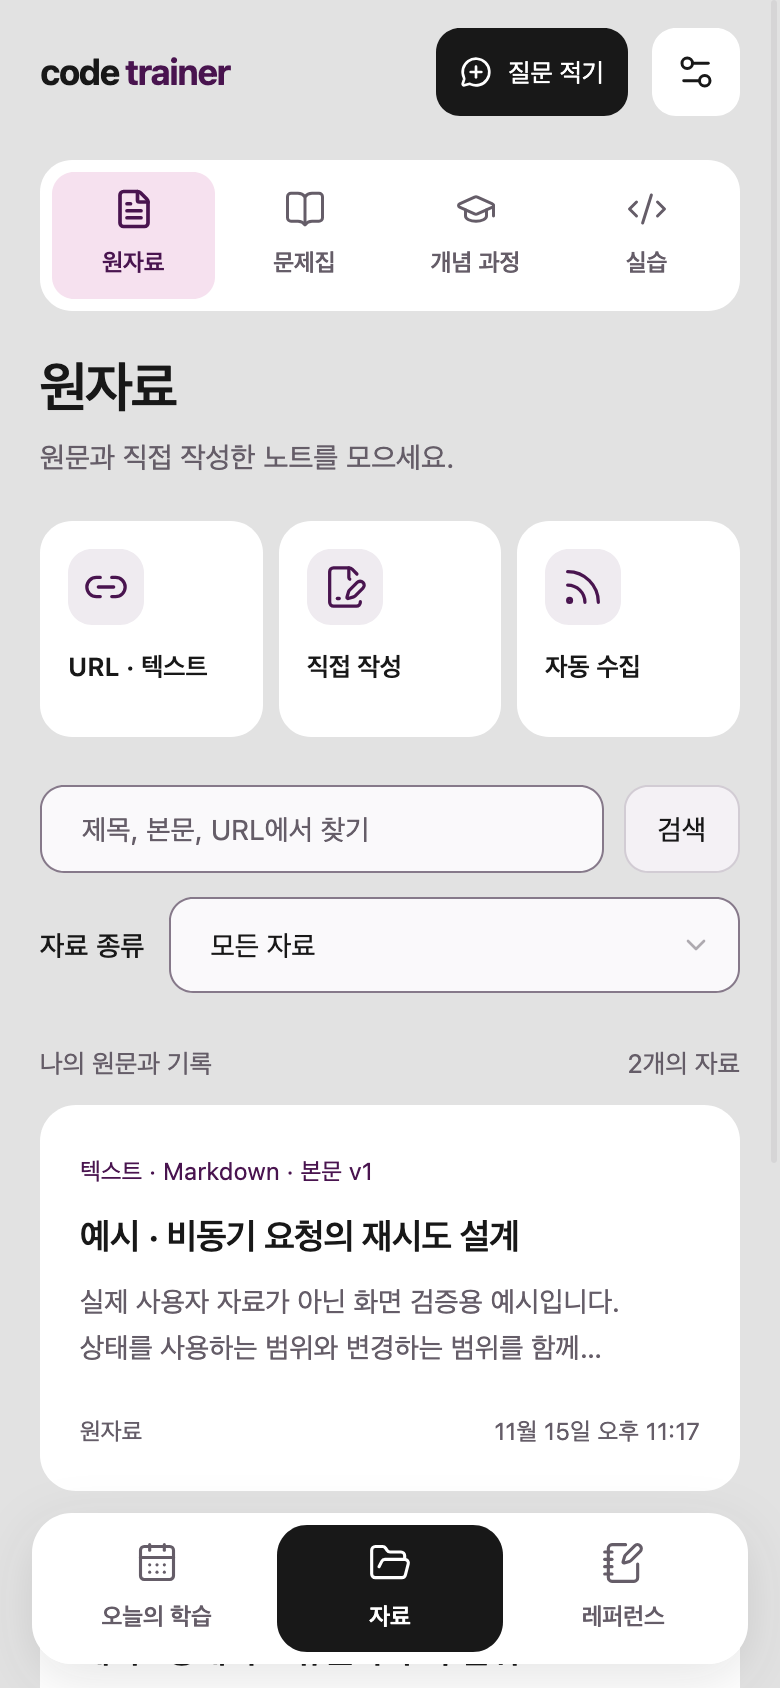 code trainer
질문 적기
원자료
문제집
개념 과정
실습
원자료
원문과 직접 작성한 노트를 모으세요.
URL · 텍스트
직접 작성
자동 수집
제목, 본문, URL에서 찾기
검색
자료 종류
모든 자료
나의 원문과 기록
2개의 자료
텍스트 · Markdown · 본문 v1
예시 · 비동기 요청의 재시도 설계
실제 사용자 자료가 아닌 화면 검증용 예시입니다.
상태를 사용하는 범위와 변경하는 범위를 함께...
원자료
11월 15일 오후 11:17
오늘의 학습
자료
레퍼런스